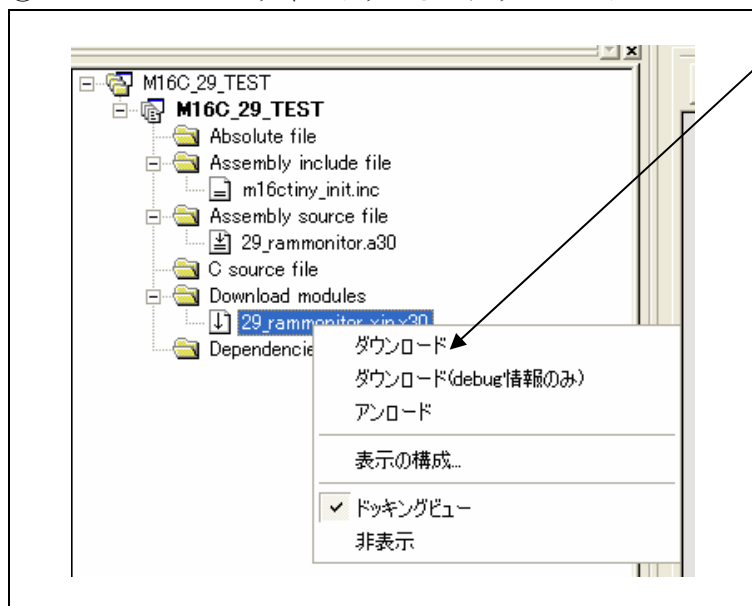 M16C_29_TEST
M16C_29_TEST
Absolute file
Assembly include file
m16ctiny_init.inc
Assembly source file
29_rammonitor.a30
C source file
Download modules
29_rammonitor_xip.x30
Dependencie
ダウンロード
ダウンロード(debug情報のみ)
アンロード
表示の構成...
ドッキングビュー
非表示